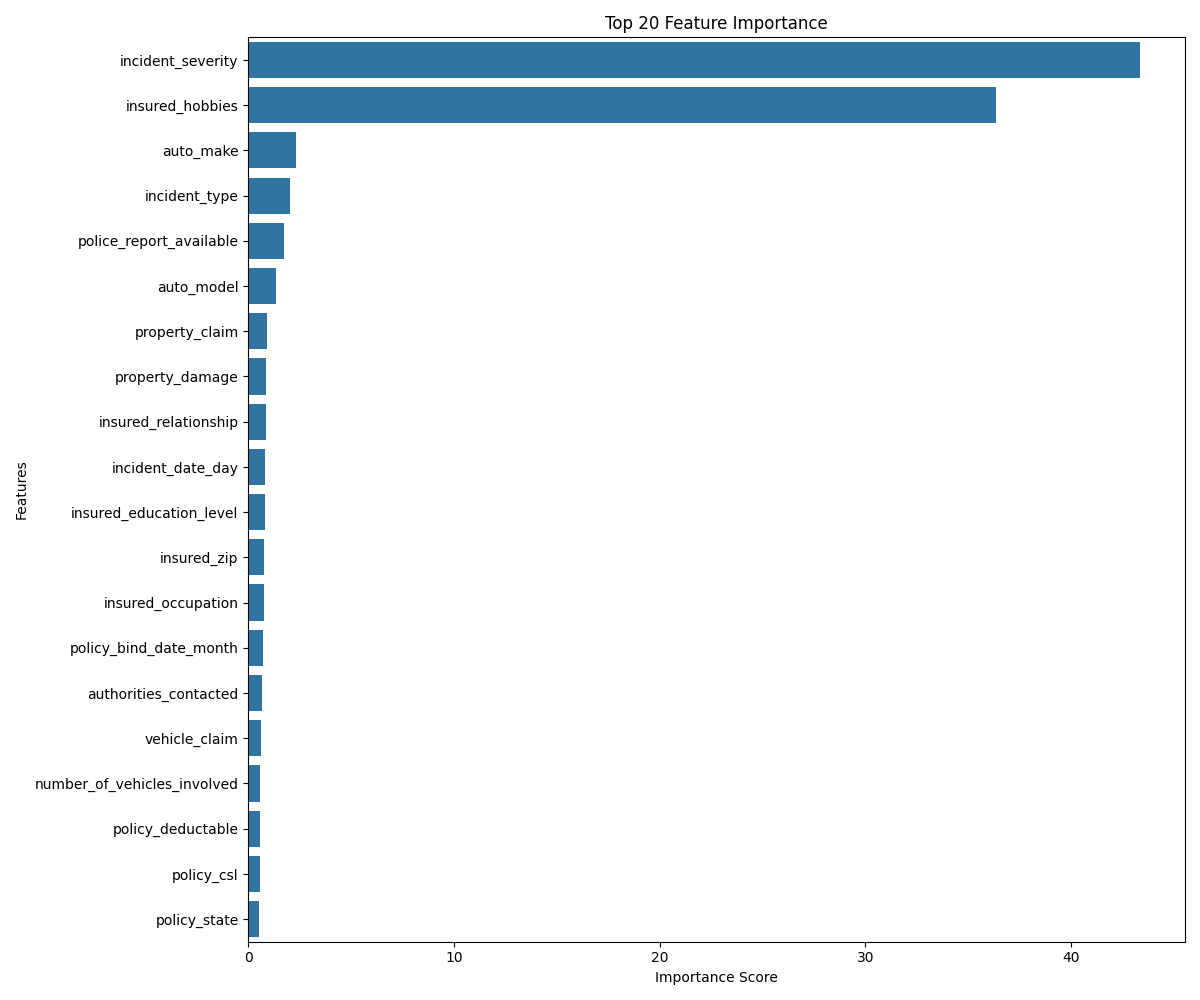 Top 20 Feature Importance
Features
incident_severity
insured_hobbies
auto_make
incident_type
police_report_available
auto_model
property_claim
property_damage
insured_relationship
incident_date_day
insured_education_level
insured_zip
insured_occupation
policy_bind_date_month
authorities_contacted
vehicle_claim
number_of_vehicles_involved
policy_deductable
policy_csl
policy_state
0 10 20 30 40
Importance Score